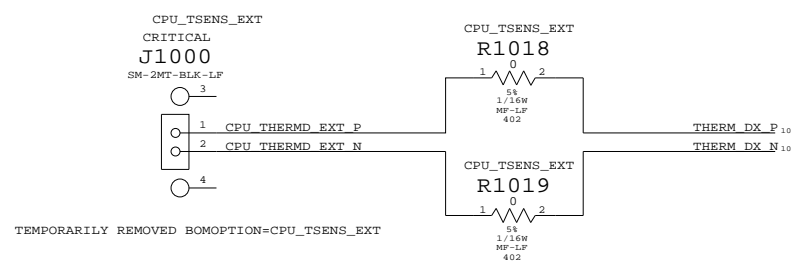 CPU_TSENS_EXT
CRITICAL
J1000
SM-2MT-BLK-LF
3
1 CPU_THERMD_EXT_P
2 CPU_THERMD_EXT_N
4
CPU_TSENS_EXT
R1018
0
1 2
5%
1/16W
MF-LF
402
THERM_DX_P 10
THERM_DX_N 10
CPU_TSENS_EXT
R1019
0
1 2
5%
1/16W
MF-LF
402
TEMPORARILY REMOVED BOMOPTION=CPU_TSENS_EXT